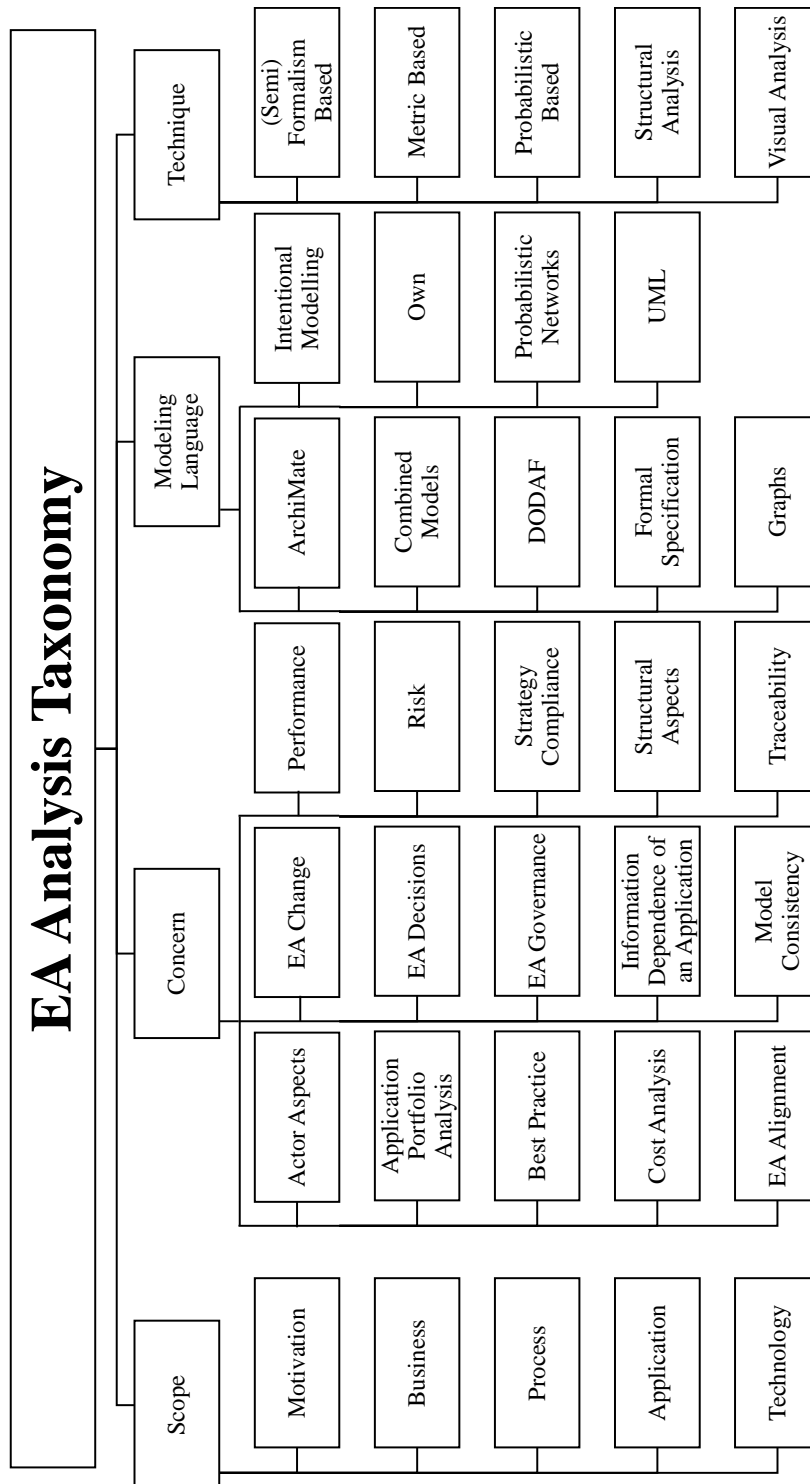 EA Analysis Taxonomy
Scope
Motivation
Business
Process
Application
Technology
Concern
Actor Aspects
Application
Portfolio
Analysis
Best Practice
Cost Analysis
EA Alignment
EA Change
EA Decisions
EA Governance
Information
Dependence of
an Application
Model
Consistency
Performance
Risk
Strategy
Compliance
Structural
Aspects
Traceability
Modeling
Language
ArchiMate
Combined
Models
DODAF
Formal
Specification
Graphs
Intentional
Modelling
Own
Probabilistic
Networks
UML
Technique
(Semi)
Formalism
Based
Metric Based
Probabilistic
Based
Structural
Analysis
Visual Analysis